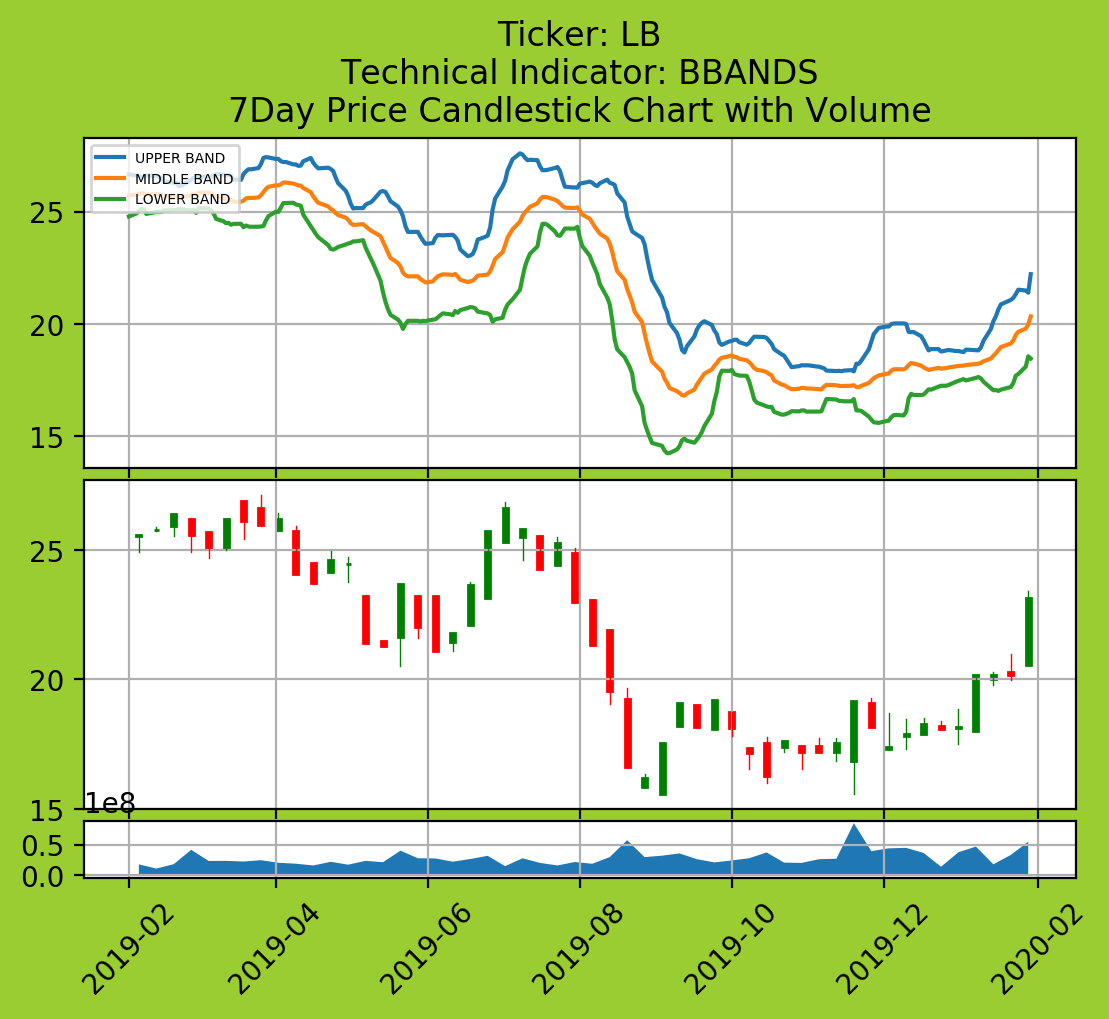 Ticker: LB
Technical Indicator: BBANDS
7Day Price Candlestick Chart with Volume
UPPER BAND
MIDDLE BAND
LOWER BAND
25
20
15
25
20
15
1e8
0.5
0.0
2019-02
2019-04
2019-06
2019-08
2019-10
2019-12
2020-02